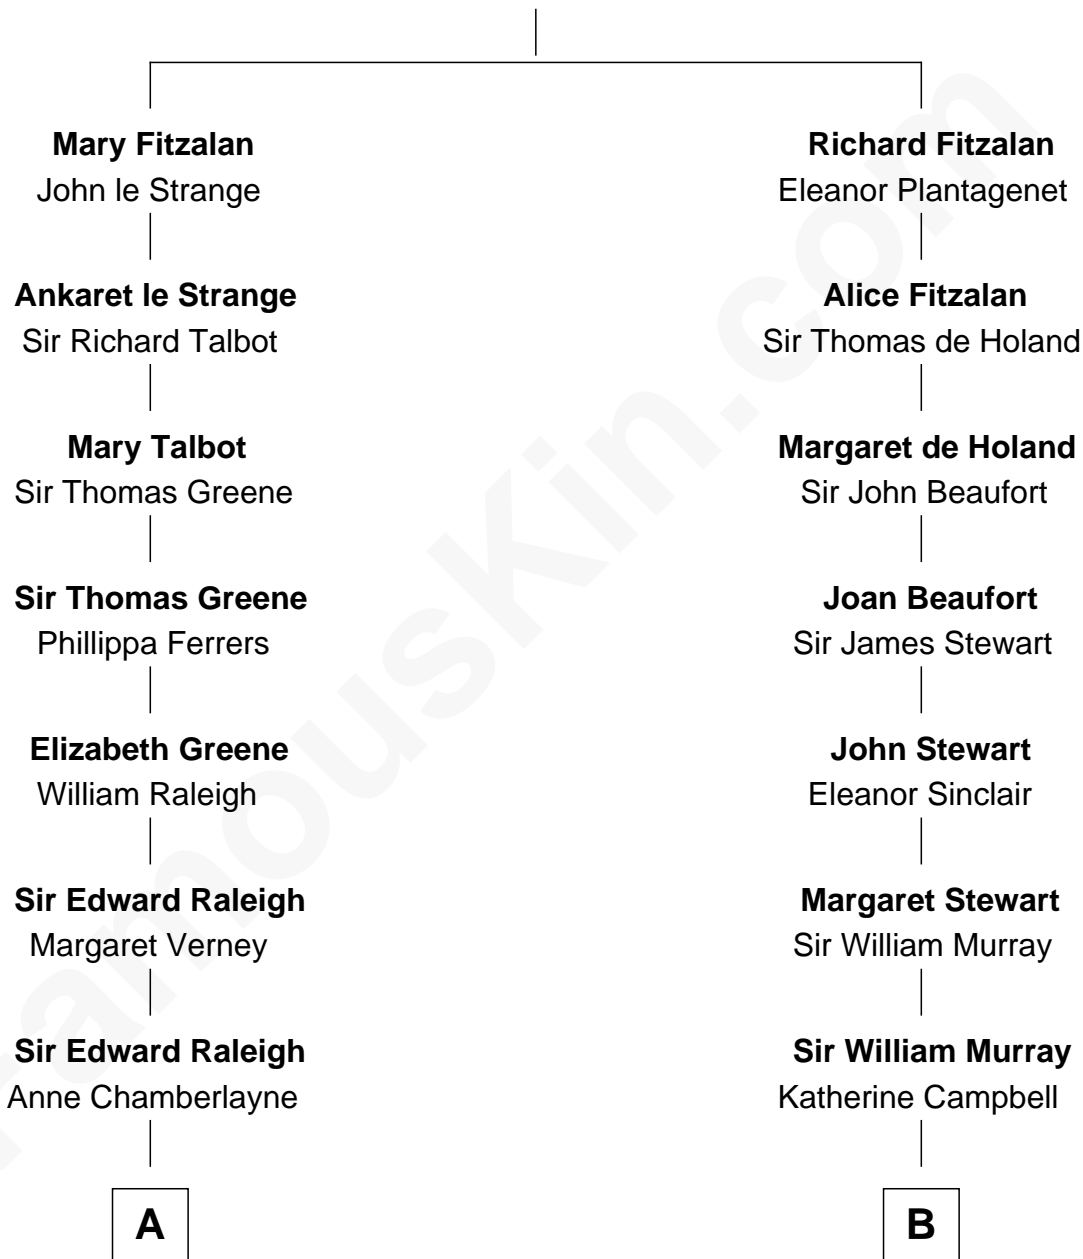 Mary Fitzalan
John le Strange
Ankaret le Strange
Sir Richard Talbot
Mary Talbot
Sir Thomas Greene
Sir Thomas Greene
Phillippa Ferrers
Elizabeth Greene
William Raleigh
Sir Edward Raleigh
Margaret Verney
Sir Edward Raleigh
Anne Chamberlayne
A
Richard Fitzalan
Eleanor Plantagenet
Alice Fitzalan
Sir Thomas de Holand
Margaret de Holand
Sir John Beaufort
Joan Beaufort
Sir James Stewart
John Stewart
Eleanor Sinclair
Margaret Stewart
Sir William Murray
Sir William Murray
Katherine Campbell
B
FamousKin.com